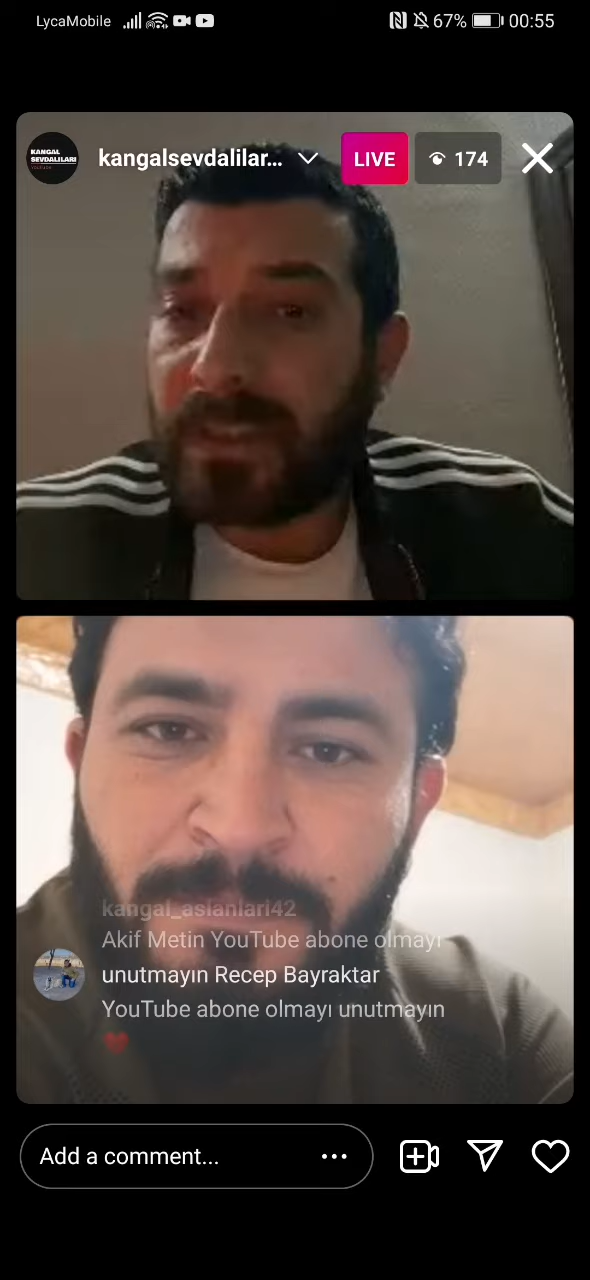 LycaMobile 67% 00:55
KANGAL
SEVDALILARI
YouTube
kangalsevdalilar... LIVE 174
kangal_aslanlari42
Akif Metin YouTube abone olmayı
unutmayın Recep Bayraktar
YouTube abone olmayı unutmayın
❤
Add a comment...